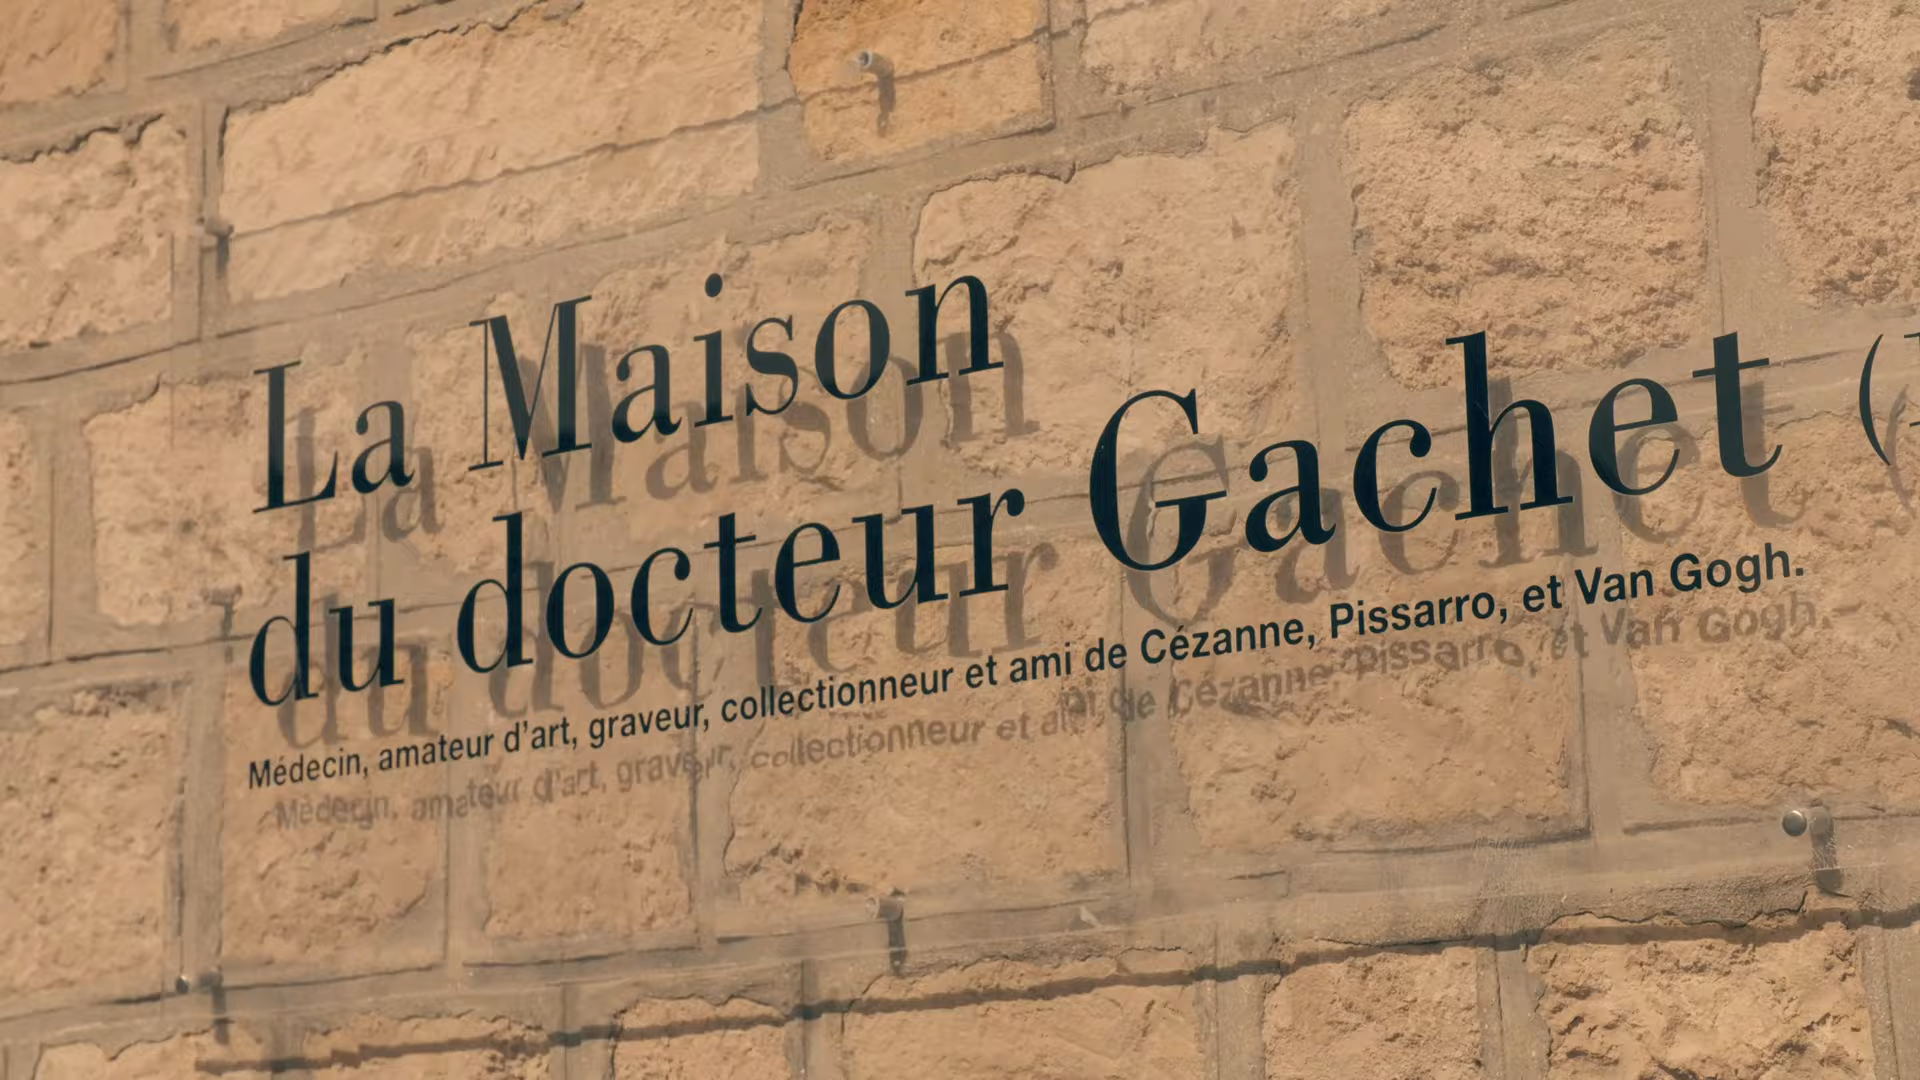 La Maison
du docteur Gachet (
Médecin, amateur d'art, graveur, collectionneur et ami de Cézanne, Pissarro, et Van Gogh.